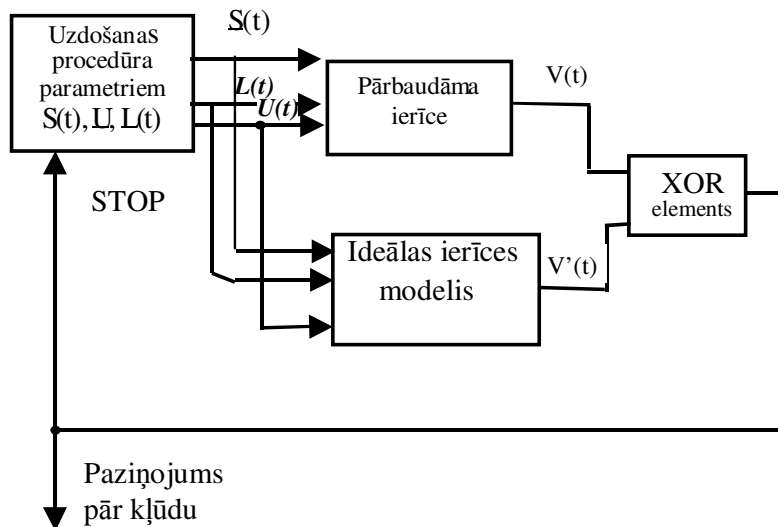 S(t)
Uzdošanas
procedūra
parametriem
S(t), U, L(t)
L(t)
U(t)
Pārbaudāma
ierīce
V(t)
STOP
XOR
elements
Ideālas ierīces
modelis
V’(t)
Paziņojums
pār kļūdu